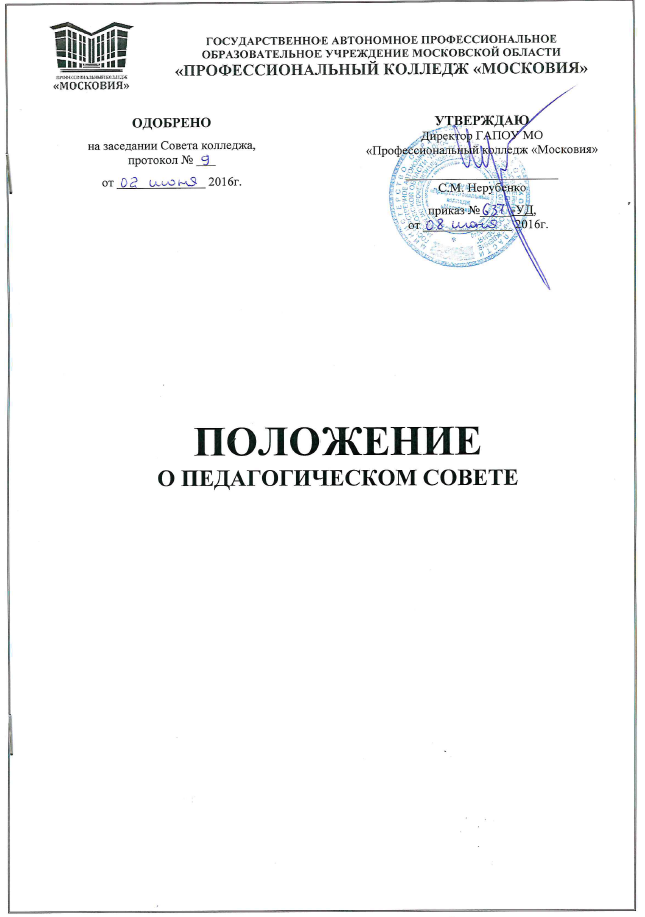 ПРОФЕССИОНАЛЬНЫЙ КОЛЛЕДЖ
«МОСКОВИЯ»
ГОСУДАРСТВЕННОЕ АВТОНОМНОЕ ПРОФЕССИОНАЛЬНОЕ
ОБРАЗОВАТЕЛЬНОЕ УЧРЕЖДЕНИЕ МОСКОВСКОЙ ОБЛАСТИ
«ПРОФЕССИОНАЛЬНЫЙ КОЛЛЕДЖ «МОСКОВИЯ»
ОДОБРЕНО
на заседании Совета колледжа,
протокол № 9
от 02 июня 2016г.
УТВЕРЖДАЮ
Директор ГАПОУ МО
«Профессиональный колледж «Московия»
С.М. Нерубенко
приказ № 637 -УД,
от 08 июня 2016г.
ПОЛОЖЕНИЕ
О ПЕДАГОГИЧЕСКОМ СОВЕТЕ